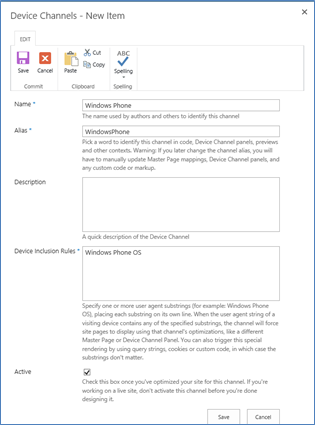 Device Channels - New Item
EDIT
Save
Cancel
Paste
Cut
Copy
ABC
Spelling
Commit
Clipboard
Spelling
Name *
Windows Phone
The name used by authors and others to identify this channel
Alias *
WindowsPhone
Pick a word to identify this channel in code, Device Channel panels, previews
and other contexts. Warning: If you later change the channel alias, you will
have to manually update Master Page mappings, Device Channel panels, and
any custom code or markup.
Description
A quick description of the Device Channel
Device Inclusion Rules *
Windows Phone OS
Specify one or more user agent substrings (for example: Windows Phone
OS), placing each substring on its own line. When the user agent string of a
visiting device contains any of the specified substrings, the channel will force
site pages to display using that channel's optimizations, like a different
Master Page or Device Channel Panel. You can also trigger this special
rendering by using query strings, cookies or custom code, in which case the
substrings don't matter.
Active
Check this box once you've optimized your site for this channel. If you're
working on a live site, don't activate this channel before you're done
designing it.
Save
Cancel